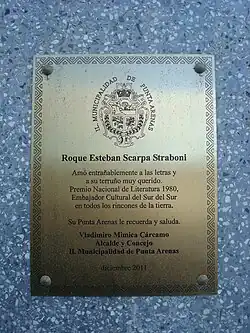 IL. MUNICIPALIDAD DE PUNTA ARENAS
Roque Esteban Scarpa Straboni
Amó entrañablemente a las letras y
a su terruño muy querido.
Premio Nacional de Literatura 1980,
Embajador Cultural del Sur del Sur
en todos los rincones de la tierra.
Su Punta Arenas le recuerda y saluda.
Vladimiro Mimica Cárcamo
Alcalde y Concejo
Il. Municipalidad de Punta Arenas
diciembre 2011